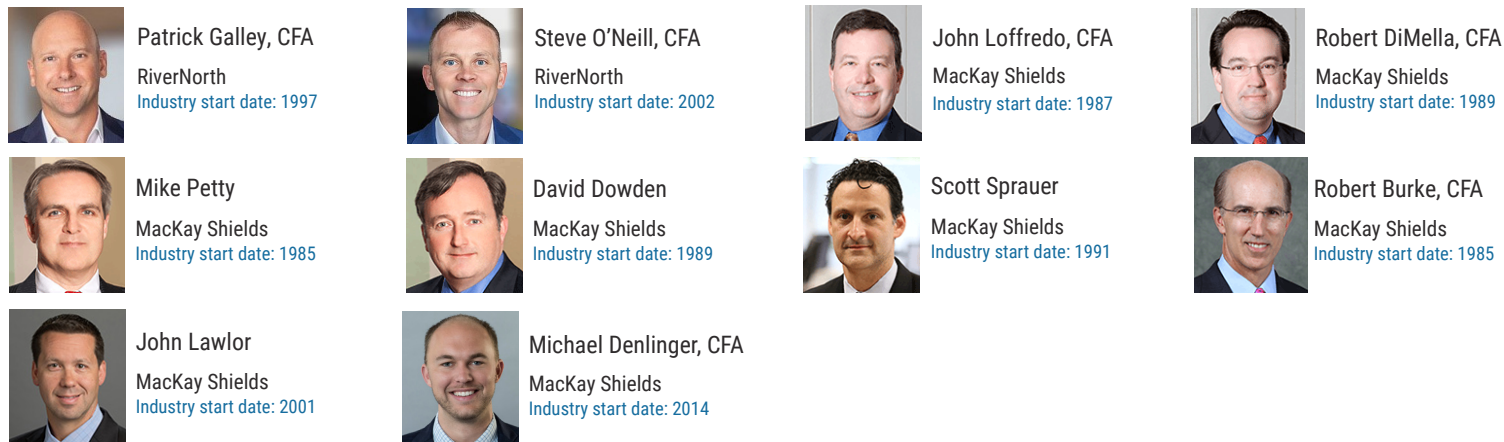 Patrick Galley, CFA
RiverNorth
Industry start date: 1997
Steve O’Neill, CFA
RiverNorth
Industry start date: 2002
John Loffredo, CFA
MacKay Shields
Industry start date: 1987
Robert DiMella, CFA
MacKay Shields
Industry start date: 1989
Mike Petty
MacKay Shields
Industry start date: 1985
David Dowden
MacKay Shields
Industry start date: 1989
Scott Sprauer
MacKay Shields
Industry start date: 1991
Robert Burke, CFA
MacKay Shields
Industry start date: 1985
John Lawlor
MacKay Shields
Industry start date: 2001
Michael Denlinger, CFA
MacKay Shields
Industry start date: 2014